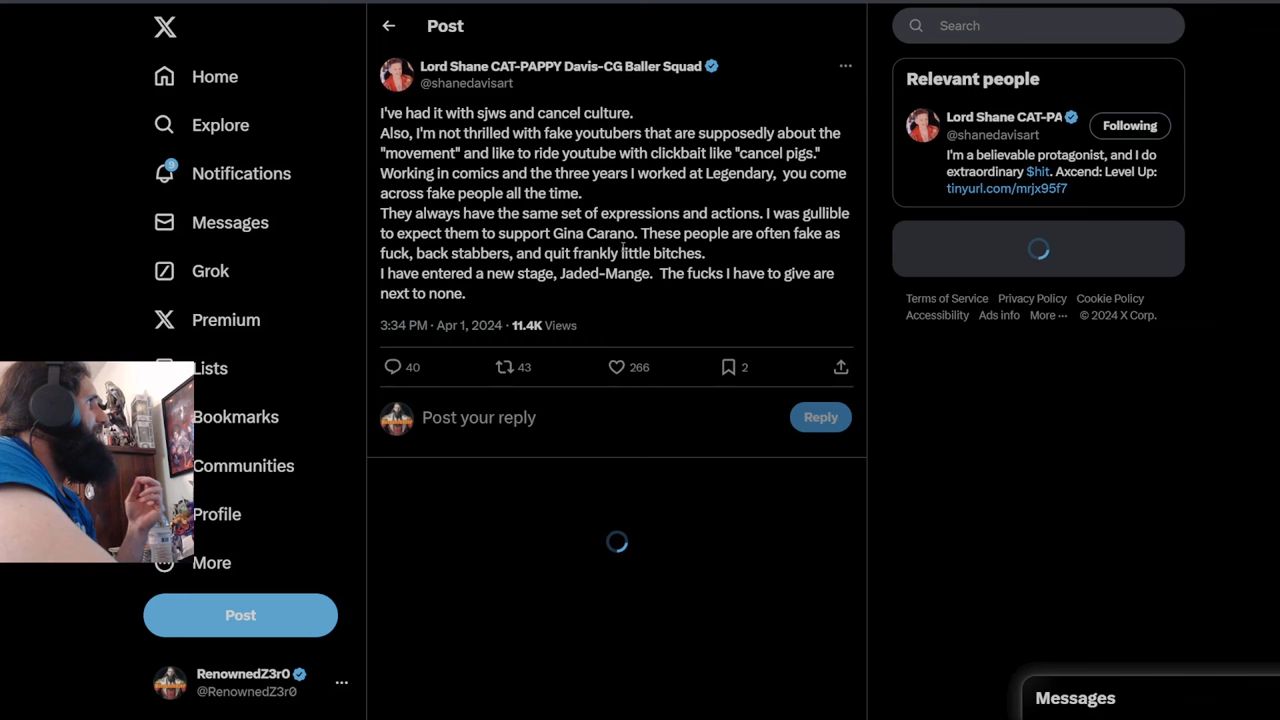 Post
Search
Home
Explore
9
Notifications
Messages
Grok
Premium
Lists
Bookmarks
Communities
Profile
More
Post
RenownedZ3r0
@RenownedZ3r0
Lord Shane CAT-PAPPY Davis-CG Baller Squad
@shanedavisart
I've had it with sjws and cancel culture.
Also, I'm not thrilled with fake youtubers that are supposedly about the
"movement" and like to ride youtube with clickbait like "cancel pigs."
Working in comics and the three years I worked at Legendary, you come
across fake people all the time.
They always have the same set of expressions and actions. I was gullible
to expect them to support Gina Carano. These people are often fake as
fuck, back stabbers, and quit frankly little bitches.
I have entered a new stage, Jaded-Mange. The fucks I have to give are
next to none.
3:34 PM · Apr 1, 2024 · 11.4K Views
40 43 266 2
Post your reply
Reply
Relevant people
Lord Shane CAT-PA
@shanedavisart
Following
I'm a believable protagonist, and I do
extraordinary $hit. Axcend: Level Up:
tinyurl.com/mrjx95f7
Terms of Service Privacy Policy Cookie Policy
Accessibility Ads info More ··· © 2024 X Corp.
Messages